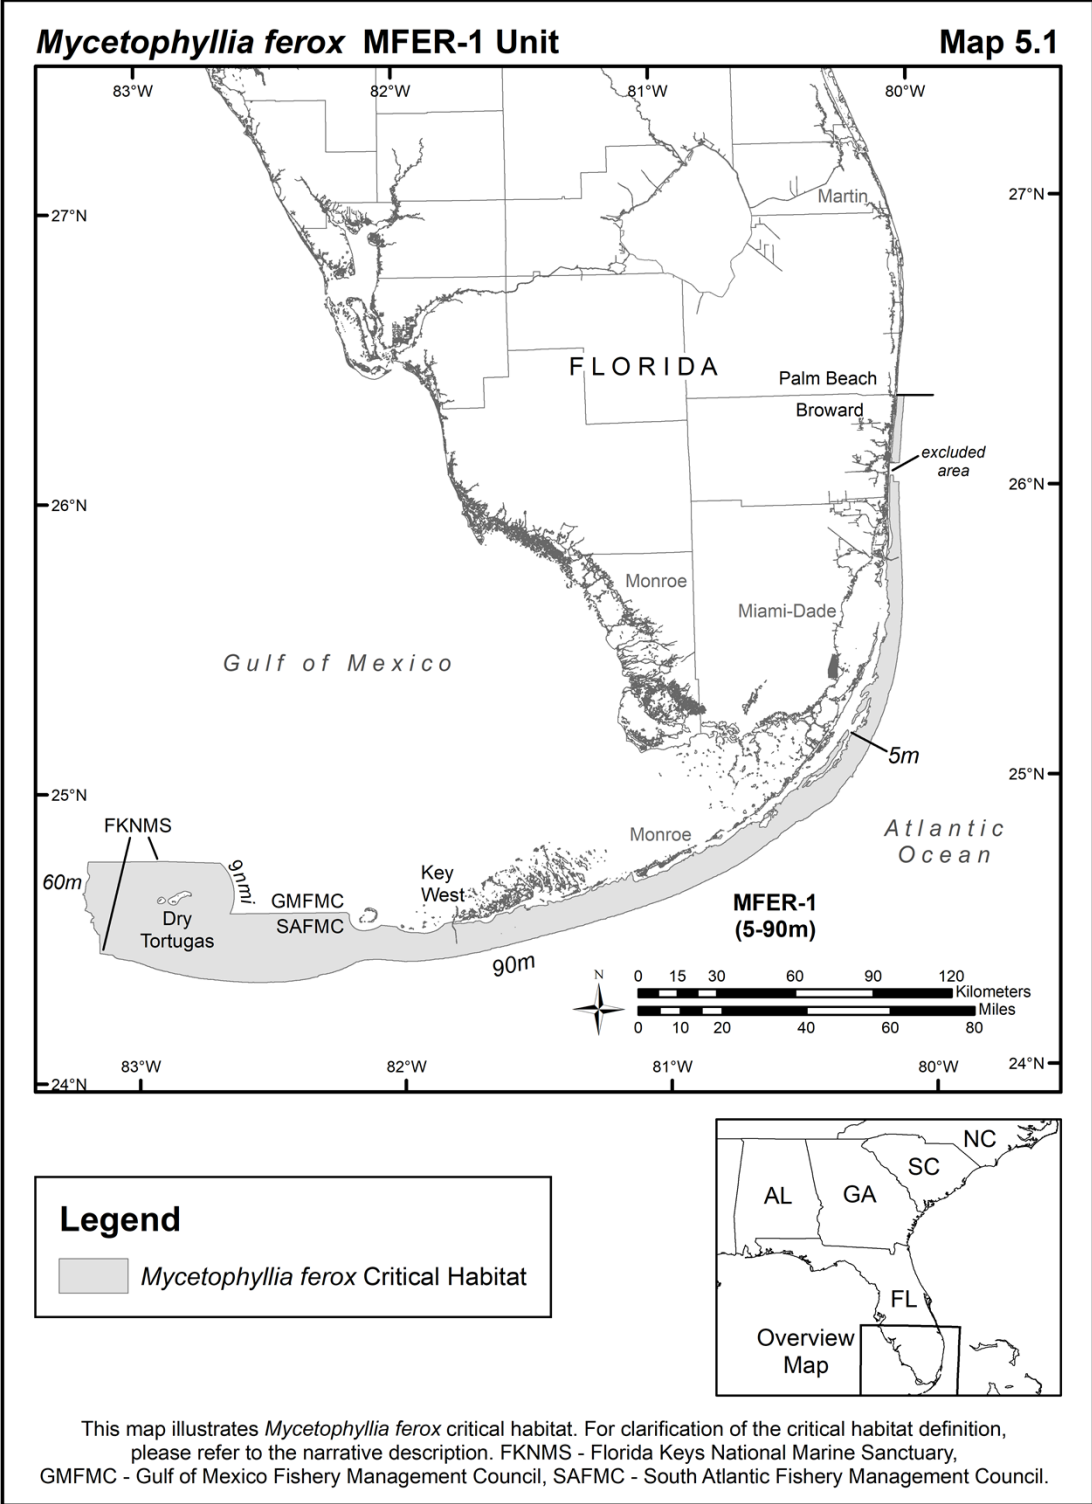 Mycetophyllia ferox MFER-1 Unit
Map 5.1
83°W
82°W
81°W
80°W
27°N
27°N
Martin
FLORIDA
Palm Beach
Broward
excluded
area
26°N
26°N
Monroe
Miami-Dade
Gulf of Mexico
5m
25°N
25°N
FKNMS
Monroe
Atlantic
Ocean
60m
9nmi
Key
West
GMFMC
SAFMC
Dry
Tortugas
MFER-1
(5-90m)
90m
N
0 15 30 60 90 120
Kilometers
Miles
0 10 20 40 60 80
83°W
82°W
81°W
80°W
24°N
24°N
NC
SC
AL
GA
FL
Overview
Map
Legend
Mycetophyllia ferox Critical Habitat
This map illustrates Mycetophyllia ferox critical habitat. For clarification of the critical habitat definition,
please refer to the narrative description. FKNMS - Florida Keys National Marine Sanctuary,
GMFMC - Gulf of Mexico Fishery Management Council, SAFMC - South Atlantic Fishery Management Council.